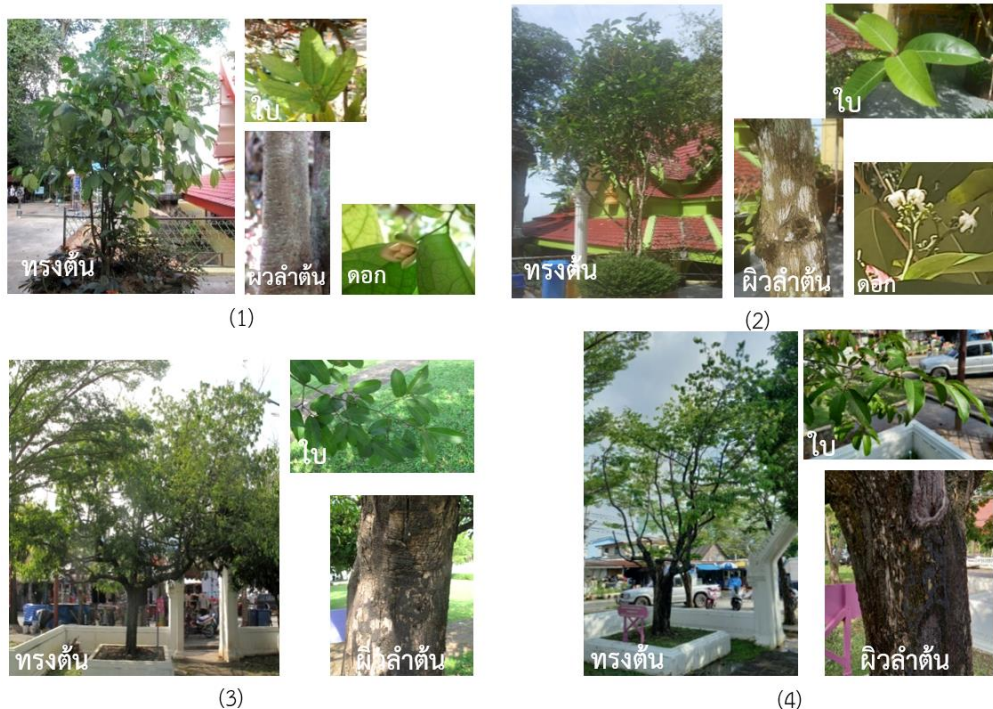 ใบ
ทรงต้น
ผิวลำต้น
ดอก
(1)
ใบ
ทรงต้น
ผิวลำต้น
ดอก
(2)
ใบ
ทรงต้น
ผิวลำต้น
(3)
ใบ
ทรงต้น
ผิวลำต้น
(4)